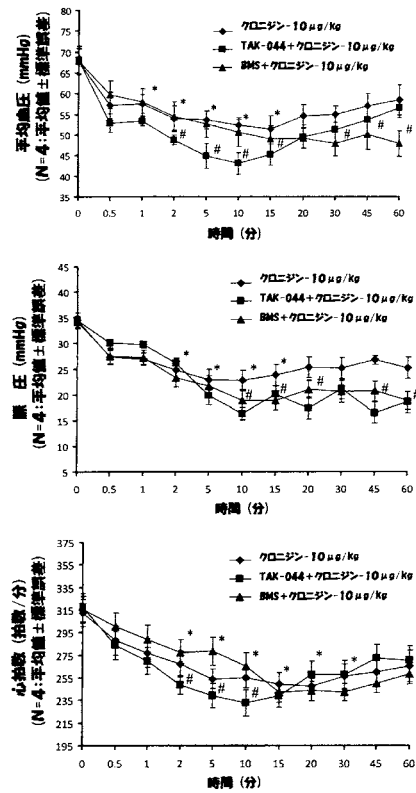 平均血圧 (mmHg)
(N=4:平均値±標準誤差)
80
75
70
65
60
55
50
45
40
35
クロニジン-10μg/kg
TAK-044+クロニジン-10μg/kg
BMS+クロニジン-10μg/kg
* * * * *
# # # # # # # #
0 0.5 1 2 5 10 15 20 30 45 60
時間 (分)
脈 圧 (mmHg)
(N=4:平均値±標準誤差)
45
40
35
30
25
20
15
10
5
クロニジン-10μg/kg
TAK-044+クロニジン-10μg/kg
BMS+クロニジン-10μg/kg
* * * *
# # # # #
0 0.5 1 2 5 10 15 20 30 45 60
時間 (分)
心拍数 (拍数/分)
(N=4:平均値±標準誤差)
375
355
335
315
295
275
255
235
215
195
クロニジン-10μg/kg
TAK-044+クロニジン-10μg/kg
BMS+クロニジン-10μg/kg
* * * * * *
# # #
0 0.5 1 2 5 10 15 20 30 45 60
時間 (分)